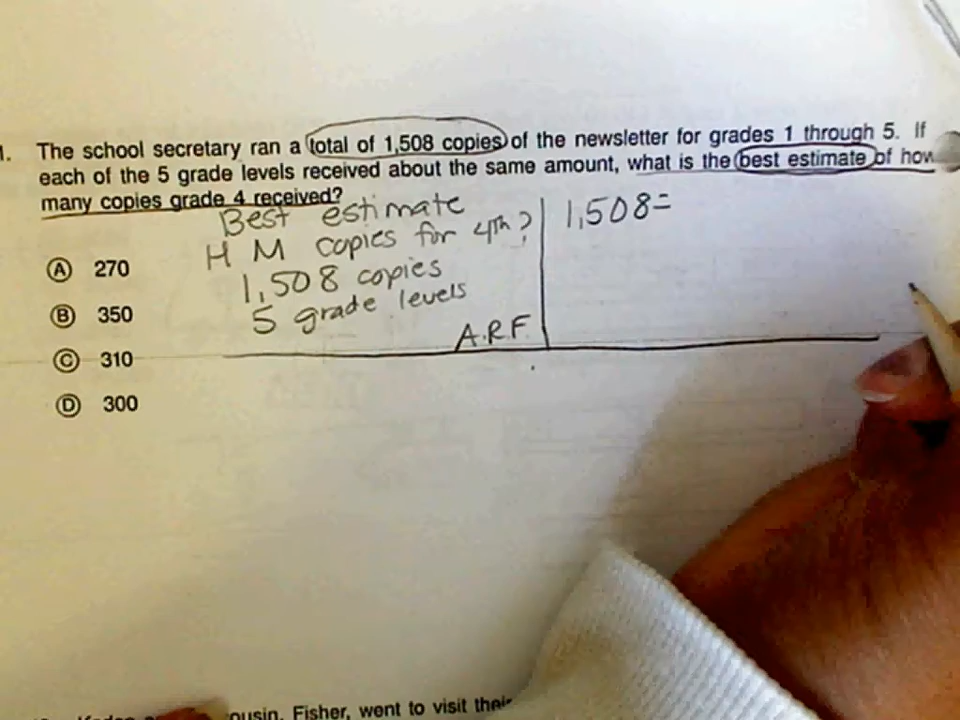 1. The school secretary ran a total of 1,508 copies of the newsletter for grades 1 through 5. If
each of the 5 grade levels received about the same amount, what is the best estimate of how
many copies grade 4 received?
Best estimate
H M copies for 4th?
1,508 copies
5 grade levels
A.R.F.
1,508=
Ⓐ 270
Ⓑ 350
Ⓒ 310
Ⓓ 300
cousin, Fisher, went to visit their